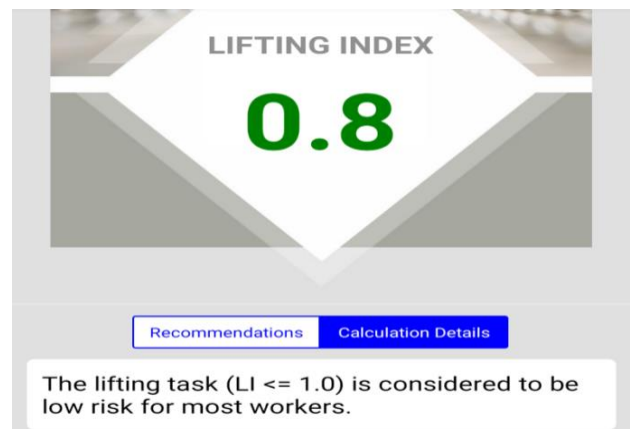 LIFTING INDEX
0.8
Recommendations Calculation Details
The lifting task (LI <= 1.0) is considered to be
low risk for most workers.